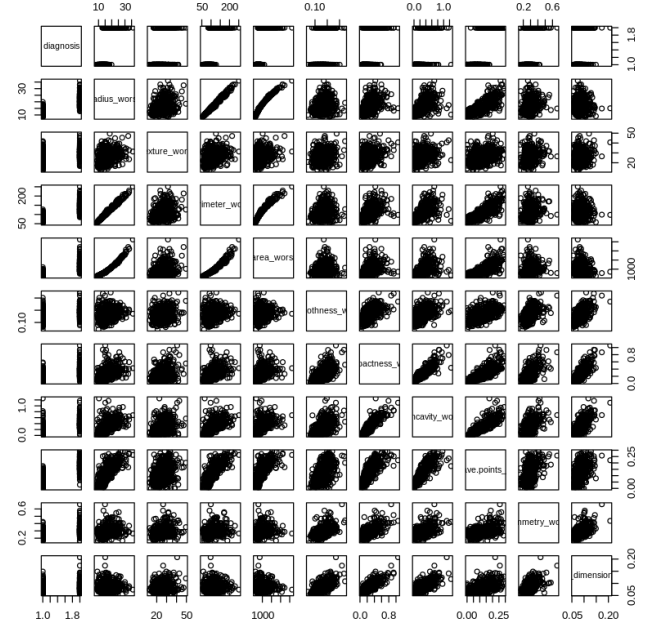 10 30
50 200
0.10
0.0 1.0
0.2 0.6
diagnosis
1.0 1.8
10 30
adius_wors
xture_wor
20 50
50 200
imeter_wo
area_wors
1000
0.10
othness_w
pactness_w
0.0 0.8
0.0 1.0
ncavity_wo
ave.points_
0.00 0.25
0.2 0.6
nmetry_wo
_dimension
0.05 0.20
1.0 1.8
20 50
1000
0.0 0.8
0.00 0.25
0.05 0.20